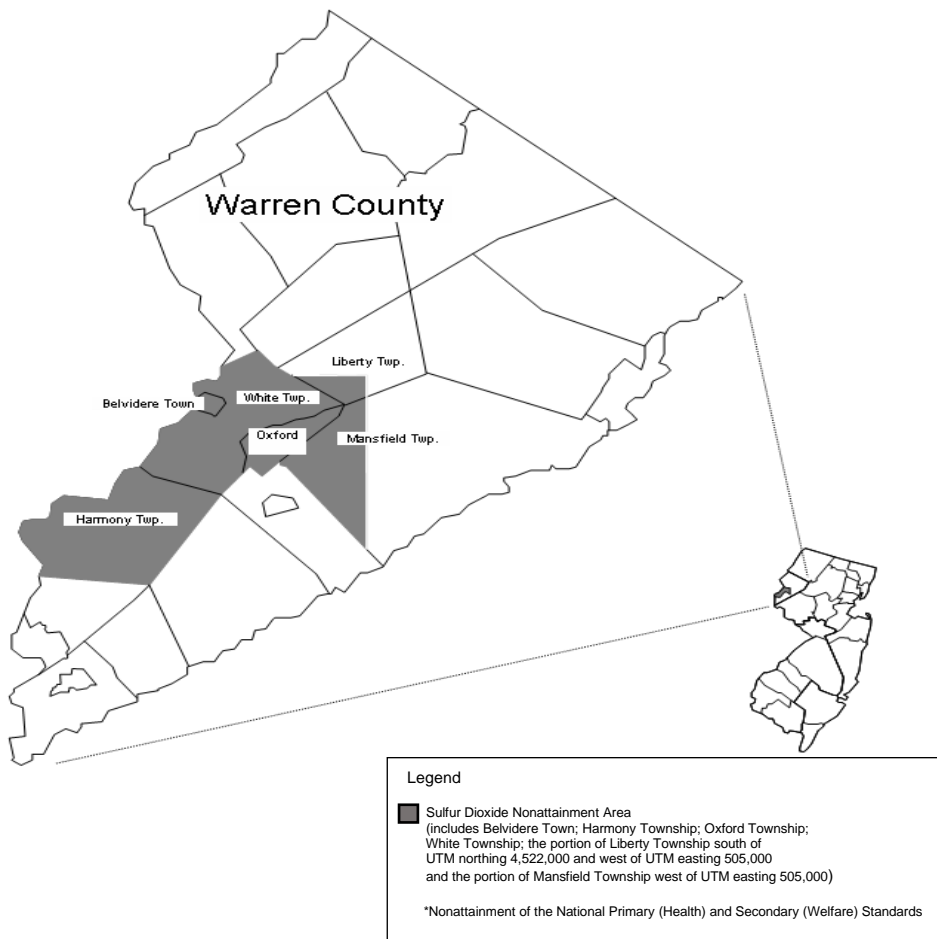 Warren County
Liberty Twp.
Belvidere Town
White Twp.
Oxford
Mansfield Twp.
Harmony Twp.
Legend
Sulfur Dioxide Nonattainment Area
(includes Belvidere Town; Harmony Township; Oxford Township;
White Township; the portion of Liberty Township south of
UTM northing 4,522,000 and west of UTM easting 505,000
and the portion of Mansfield Township west of UTM easting 505,000)
*Nonattainment of the National Primary (Health) and Secondary (Welfare) Standards